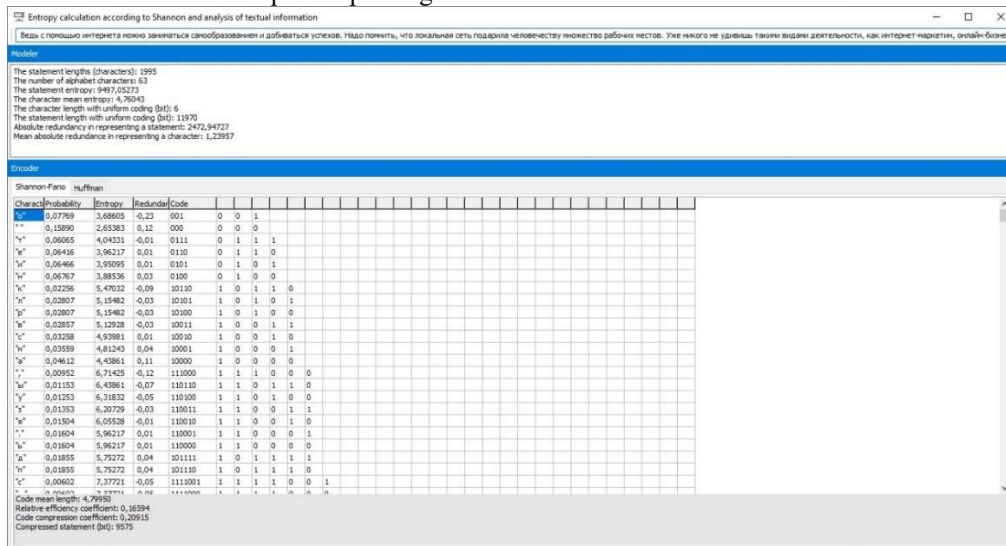 Entropy calculation according to Shannon and analysis of textual information
Ведь с помощью интернета можно заниматься самообразованием и добиваться успехов. Надо помнить, что локальная сеть подарила человечеству множество рабочих мест. Уже никого не удивишь такими видами деятельности, как интернет-маркетин, онлайн-бизне
Modeler
The statement lengths (characters): 1995
The number of alphabet characters: 63
The statement entropy: 9497,05273
The character mean entropy: 4,76043
The character length with uniform coding (bit): 6
The statement length with uniform coding (bit): 11970
Absolute redundancy in representing a statement: 2472,94727
Mean absolute redundance in representing a character: 1,23957
Encoder
Shannon-Fano Huffman
Characti Probability Entropy Redundar Code
"о" 0,07769 3,68605 -0,23 001 0 0 1
" " 0,15890 2,65383 0,12 000 0 0 0
"т" 0,06065 4,04331 -0,01 0111 0 1 1 1
"е" 0,06416 3,96217 0,01 0110 0 1 1 0
"и" 0,06466 3,95095 0,01 0101 0 1 0 1
"н" 0,06767 3,88536 0,03 0100 0 1 0 0
"к" 0,02256 5,47032 -0,09 10110 1 0 1 1 0
"л" 0,02807 5,15482 -0,03 10101 1 0 1 0 1
"р" 0,02807 5,15482 -0,03 10100 1 0 1 0 0
"в" 0,02857 5,12928 -0,03 10011 1 0 0 1 1
"с" 0,03258 4,93981 0,01 10010 1 0 0 1 0
0,03559 4,81243 0,04 10001 1 0 0 0 1
"а" 0,04612 4,43861 0,11 10000 1 0 0 0 0
"," 0,00952 6,71425 -0,12 111000 1 1 1 0 0 0
"ы" 0,01153 6,43861 -0,07 110110 1 1 0 1 1 0
"у" 0,01253 6,31832 -0,05 110100 1 1 0 1 0 0
"з" 0,01353 6,20729 -0,03 110011 1 1 0 0 1 1
"я" 0,01504 6,05528 -0,01 110010 1 1 0 0 1 0
"." 0,01604 5,96217 0,01 110001 1 1 0 0 0 1
"ь" 0,01604 5,96217 0,01 110000 1 1 0 0 0 0
"д" 0,01855 5,75272 0,04 101111 1 0 1 1 1 1
"п" 0,01855 5,75272 0,04 101110 1 0 1 1 1 0
"с" 0,00602 7,37721 -0,05 1111001 1 1 1 1 0 0 1
Code mean length: 4,79950
Relative efficiency coefficient: 0,16594
Code compression coefficient: 0,20915
Compressed statement (bit): 9575